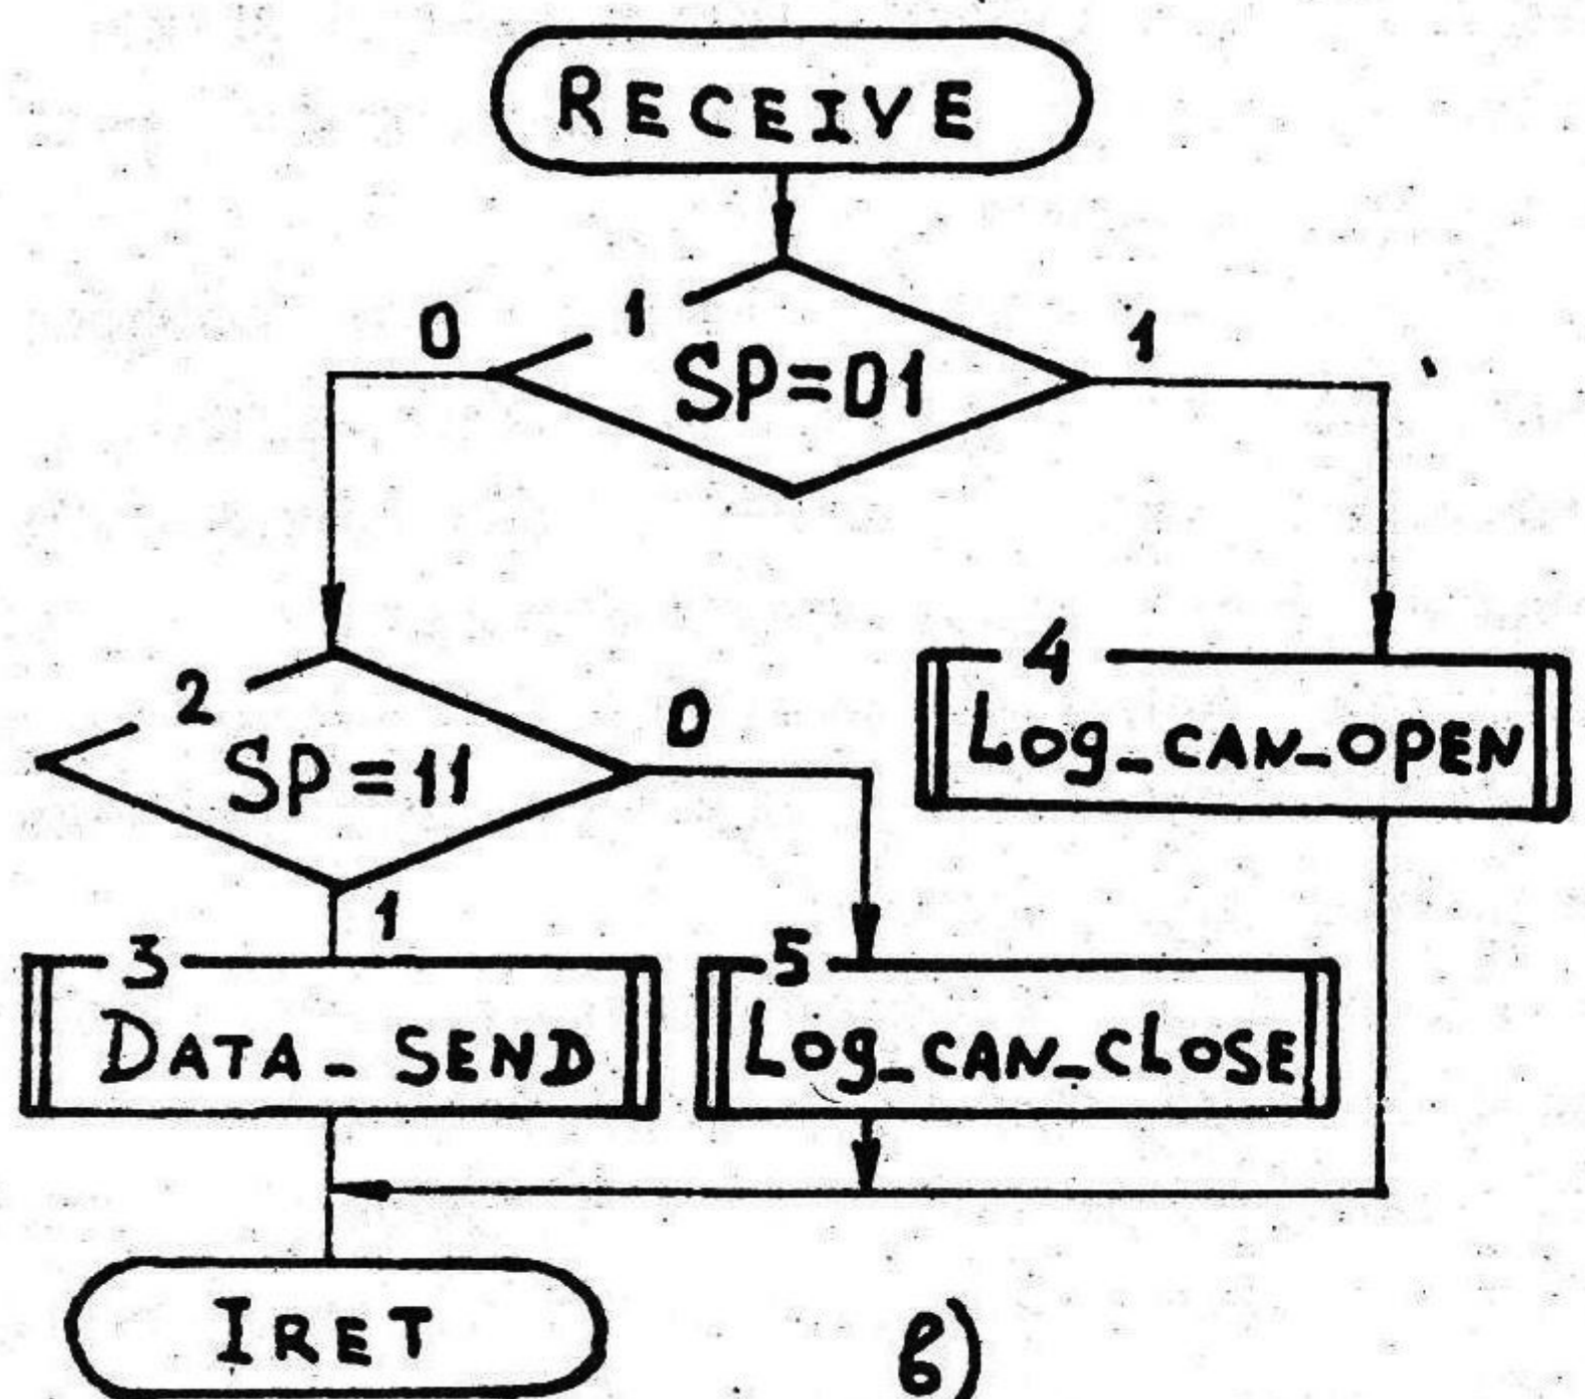 RECEIVE
0
1
1
SP=01
4
LOG_CAN_OPEN
2
0
SP=11
1
3
DATA_SEND
5
LOG_CAN_CLOSE
IRET
в)